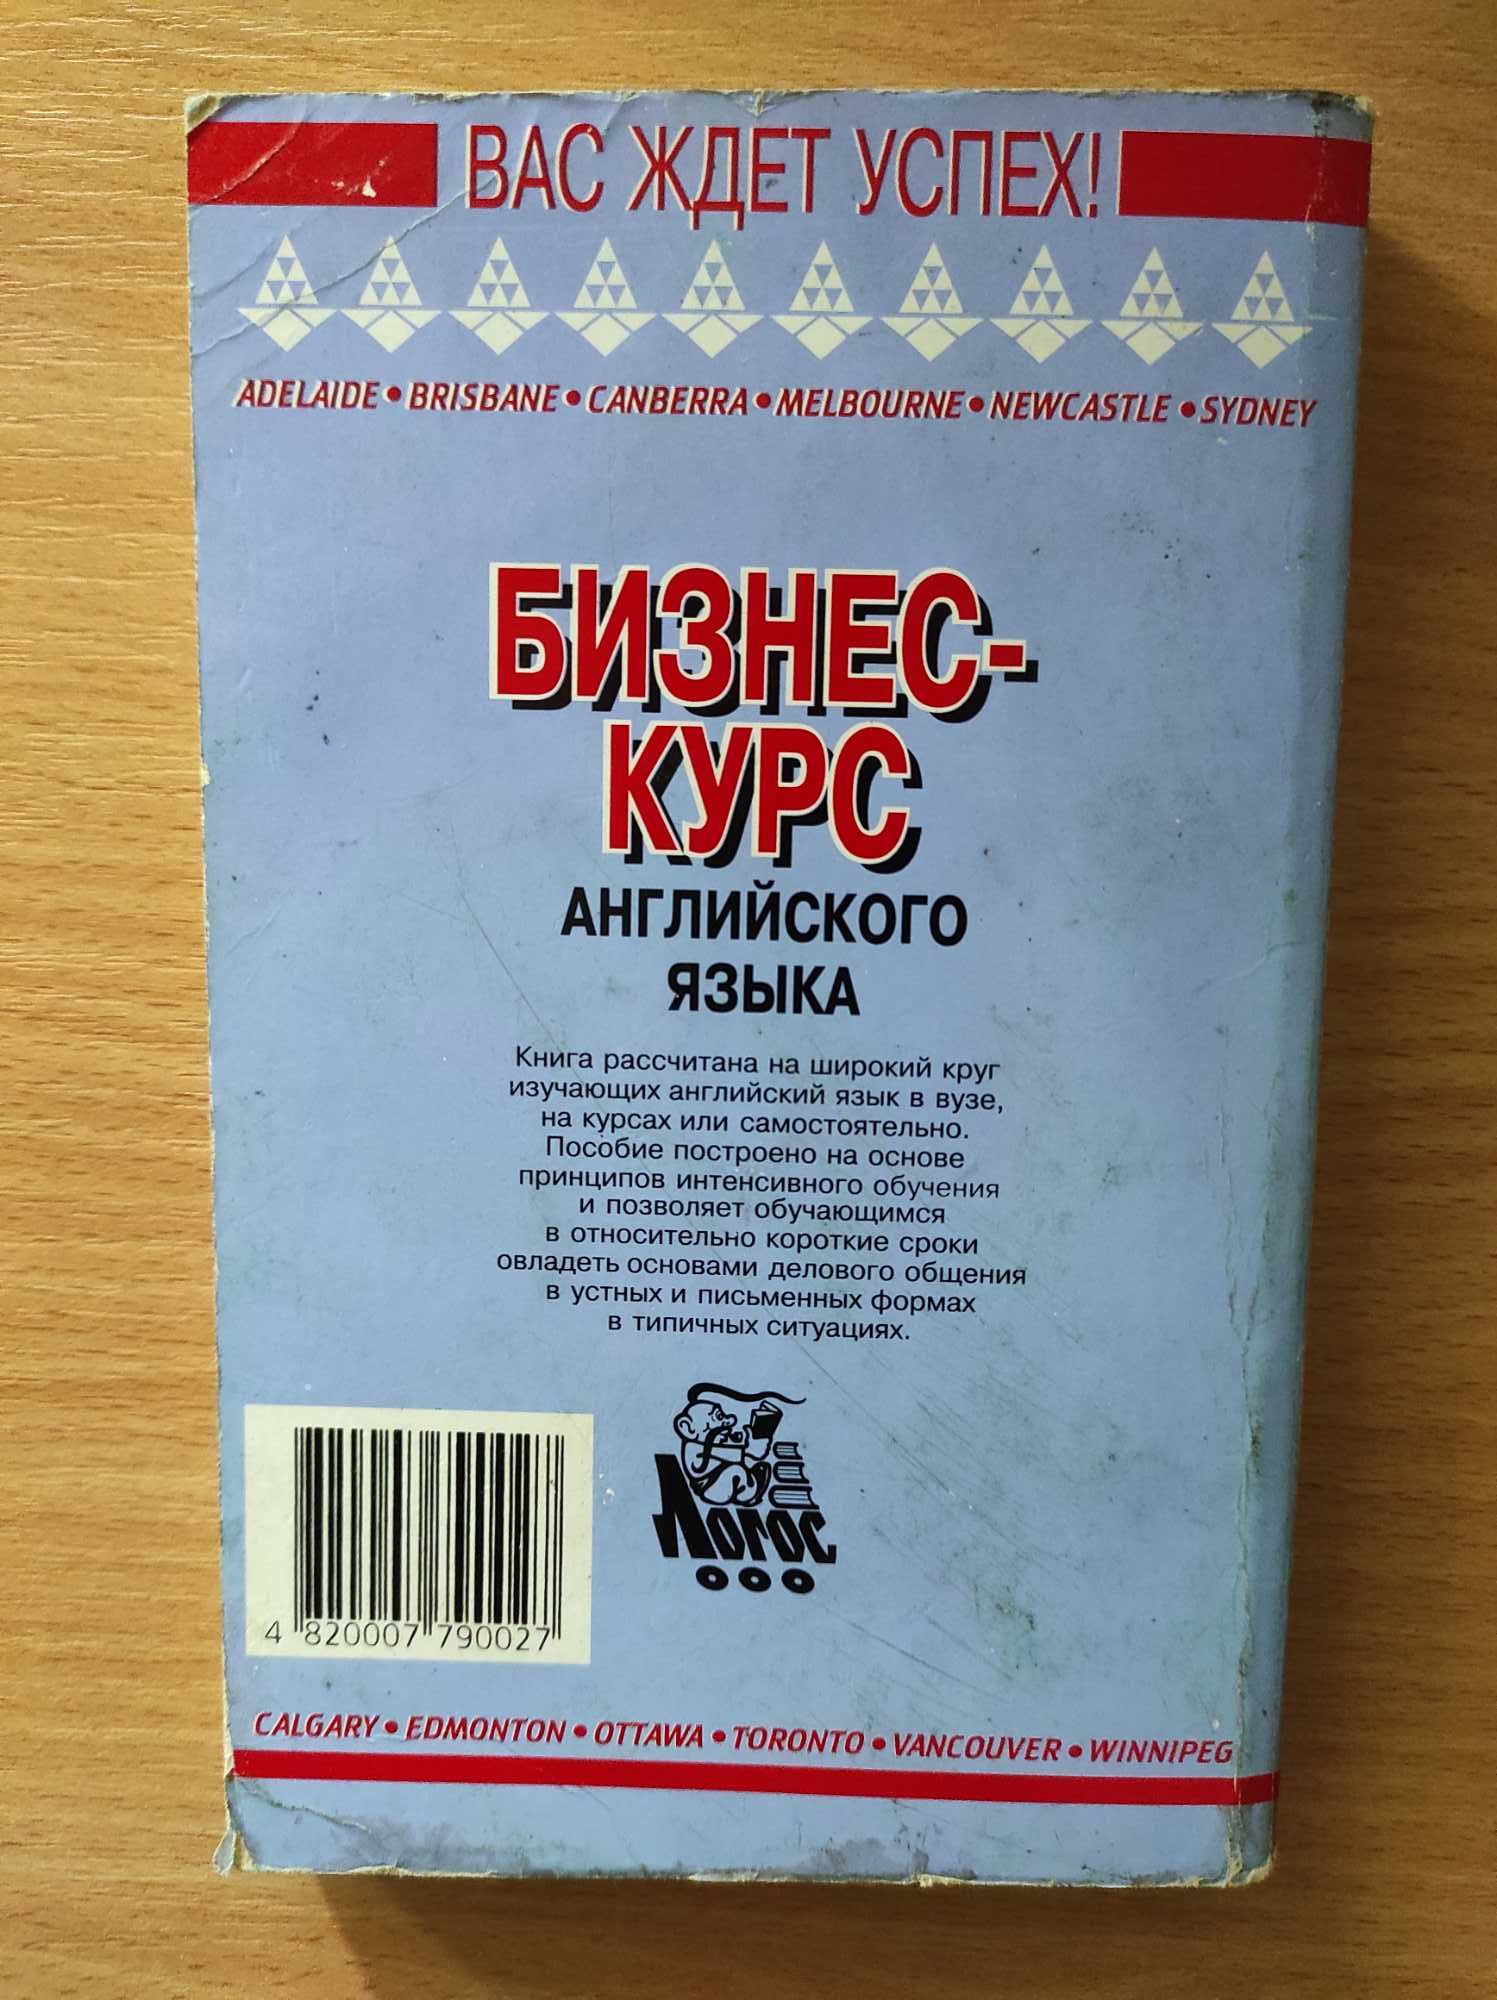 ВАС ЖДЕТ УСПЕХ!
ADELAIDE • BRISBANE • CANBERRA • MELBOURNE • NEWCASTLE • SYDNEY
БИЗНЕС-
КУРС
АНГЛИЙСКОГО
ЯЗЫКА
Книга рассчитана на широкий круг
изучающих английский язык в вузе,
на курсах или самостоятельно.
Пособие построено на основе
принципов интенсивного обучения
и позволяет обучающимся
в относительно короткие сроки
овладеть основами делового общения
в устных и письменных формах
в типичных ситуациях.
Логос
4 820007 790027
CALGARY • EDMONTON • OTTAWA • TORONTO • VANCOUVER • WINNIPEG